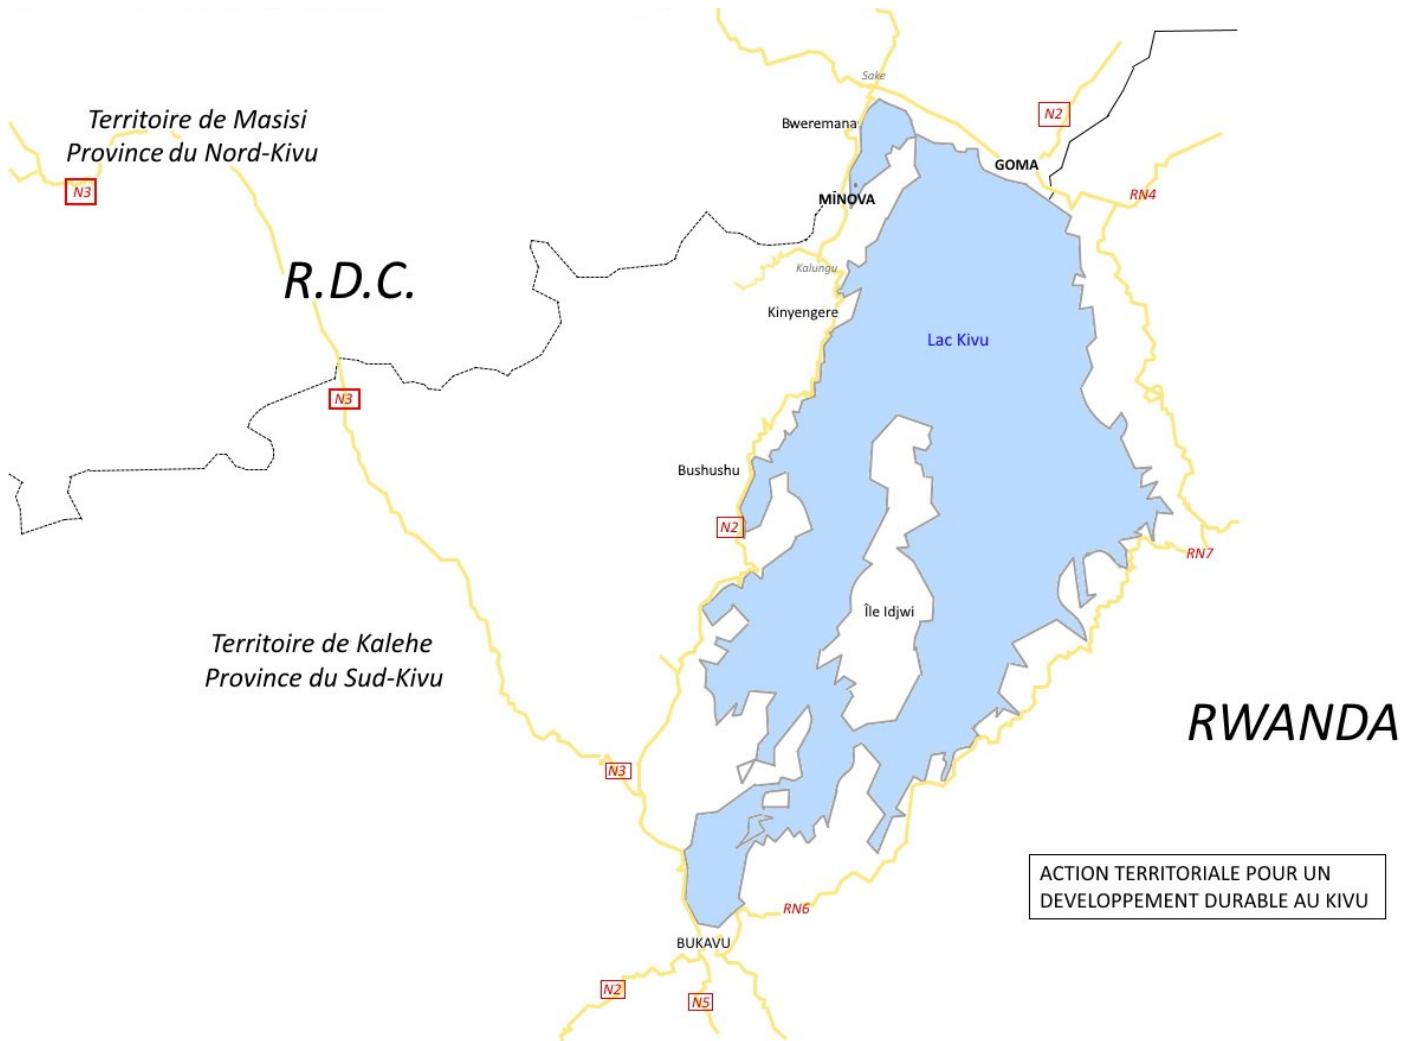 Sake
Territoire de Masisi
Province du Nord-Kivu
Bweremana
N2
GOMA
N3
MÍNOVA
RN4
R.D.C.
Kalungu
Kinyengere
Lac Kivu
N3
Bushushu
N2
RN7
Île Idjwi
Territoire de Kalehe
Province du Sud-Kivu
RWANDA
N3
ACTION TERRITORIALE POUR UN
DEVELOPPEMENT DURABLE AU KIVU
RN6
BUKAVU
N2
N5